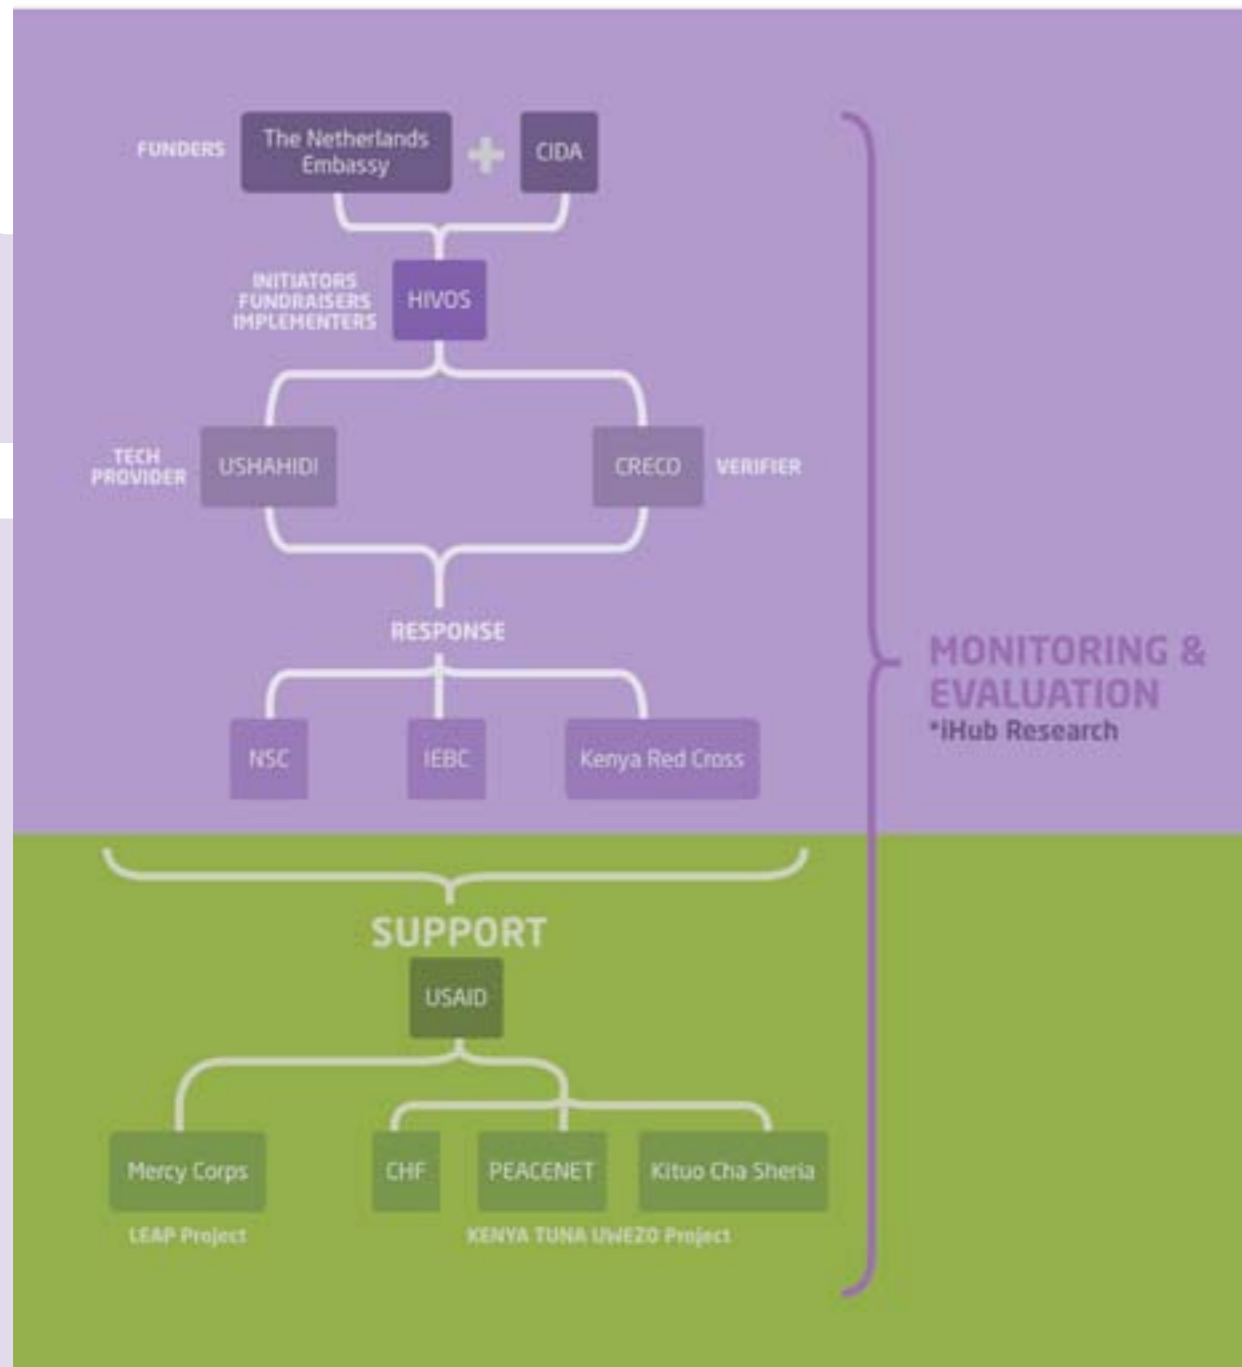 FUNDERS
The Netherlands
Embassy
CIDA
INITIATORS
FUNDRAISERS
IMPLEMENTERS
HIVOS
TECH
PROVIDER
USHAHIDI
CRECO
VERIFIER
RESPONSE
NSC
IEBC
Kenya Red Cross
MONITORING &
EVALUATION
*iHub Research
SUPPORT
USAID
Mercy Corps
CHF
PEACENET
Kituo Cha Sheria
LEAP Project
KENYA TUNA UWEZO Project